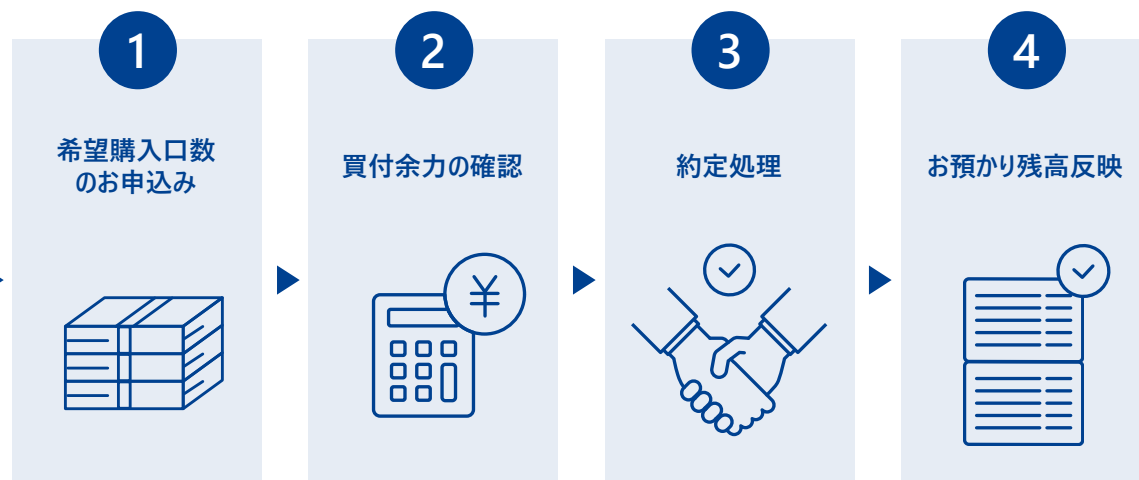 1
希望購入口数
のお申込み
2
買付余力の確認
¥
3
約定処理
4
お預かり残高反映